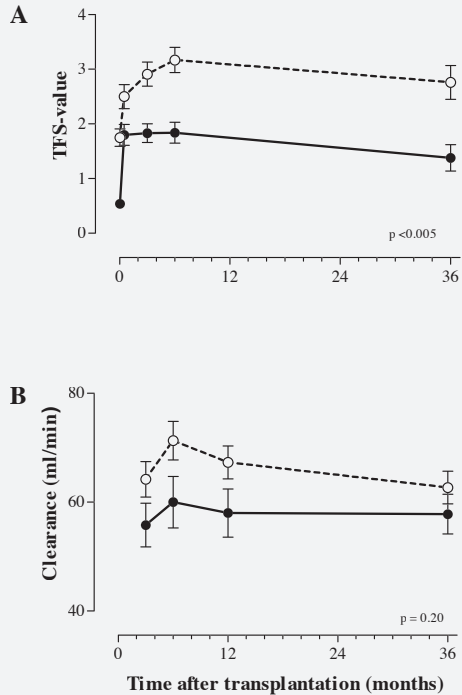 A
4
3
2
1
0
TFS-value
p <0.005
0 12 24 36
B
80
60
40
Clearance (ml/min)
p = 0.20
0 12 24 36
Time after transplantation (months)